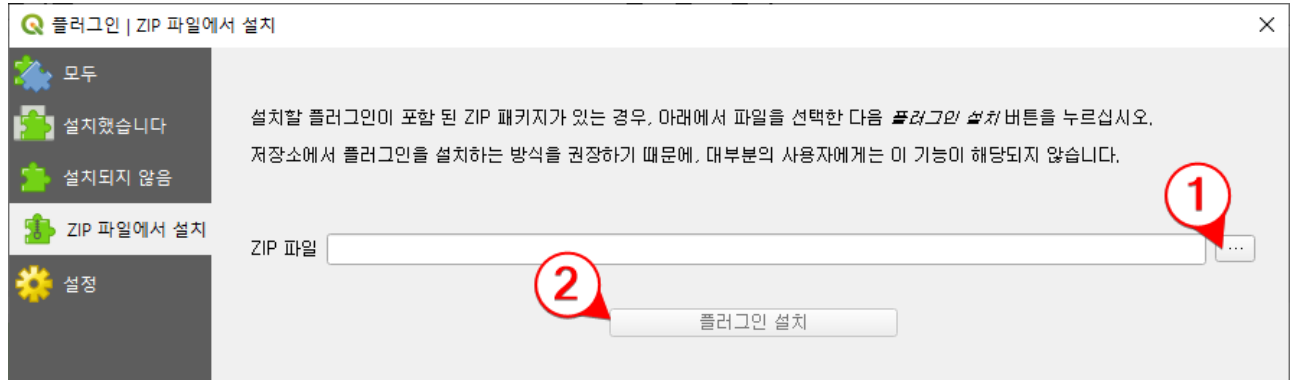 플러그인 | ZIP 파일에서 설치
모두
설치했습니다
설치되지 않음
ZIP 파일에서 설치
설정
설치할 플러그인이 포함 된 ZIP 패키지가 있는 경우, 아래에서 파일을 선택한 다음 플러그인 설치 버튼을 누르십시오.
저장소에서 플러그인을 설치하는 방식을 권장하기 때문에, 대부분의 사용자에게는 이 기능이 해당되지 않습니다.
1
ZIP 파일 ...
2
플러그인 설치